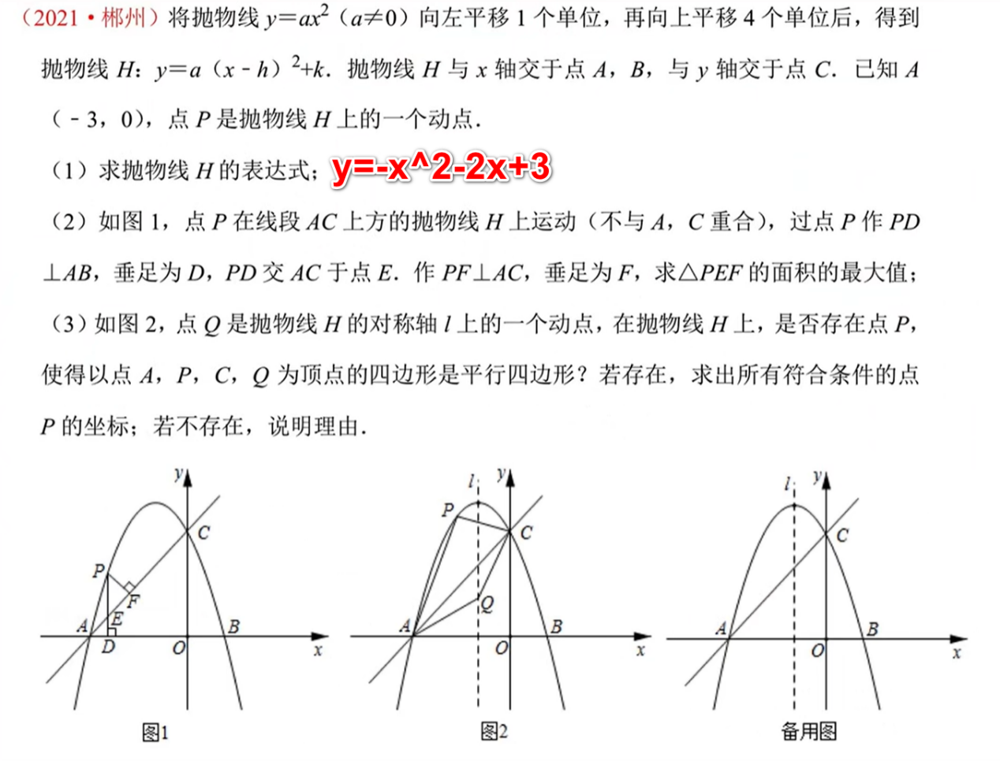 （2021·郴州）将抛物线 y＝ax²（a≠0）向左平移 1 个单位，再向上平移 4 个单位后，得到
抛物线 H：y＝a（x﹣h）²+k．抛物线 H 与 x 轴交于点 A，B，与 y 轴交于点 C．已知 A
（﹣3，0），点 P 是抛物线 H 上的一个动点．
（1）求抛物线 H 的表达式； y=-x^2-2x+3
（2）如图 1，点 P 在线段 AC 上方的抛物线 H 上运动（不与 A，C 重合），过点 P 作 PD
⊥AB，垂足为 D，PD 交 AC 于点 E．作 PF⊥AC，垂足为 F，求△PEF 的面积的最大值；
（3）如图 2，点 Q 是抛物线 H 的对称轴 l 上的一个动点，在抛物线 H 上，是否存在点 P，
使得以点 A，P，C，Q 为顶点的四边形是平行四边形？若存在，求出所有符合条件的点
P 的坐标；若不存在，说明理由．
y
C
P
F
E
A
B
D
O
x
图1
l
y
P
C
Q
A
B
O
x
图2
l
y
C
A
B
O
x
备用图